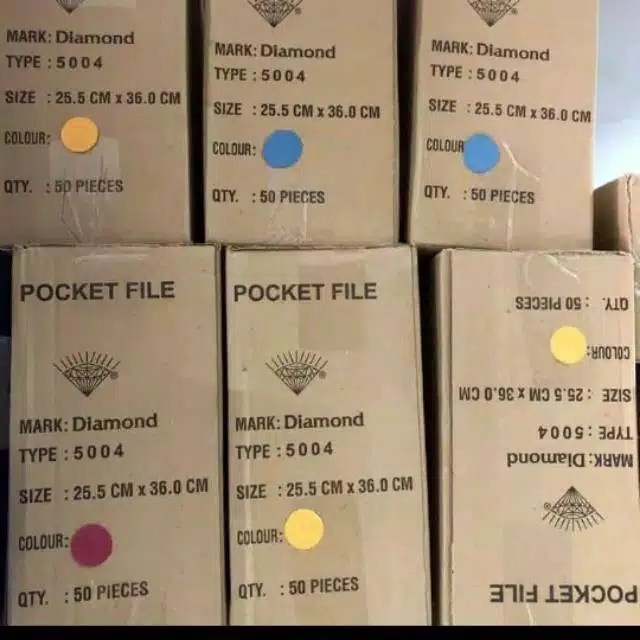 MARK: Diamond
TYPE : 5004
SIZE : 25.5 CM x 36.0 CM
COLOUR:
QTY. : 50 PIECES
MARK: Diamond
TYPE : 5004
SIZE : 25.5 CM x 36.0 CM
COLOUR:
QTY. : 50 PIECES
MARK: Diamond
TYPE : 5004
SIZE : 25.5 CM x 36.0 CM
COLOUR
QTY. : 50 PIECES
POCKET FILE
®
MARK: Diamond
TYPE : 5004
SIZE : 25.5 CM x 36.0 CM
COLOUR:
QTY. : 50 PIECES
POCKET FILE
®
MARK: Diamond
TYPE : 5004
SIZE : 25.5 CM x 36.0 CM
COLOUR:
QTY. : 50 PIECES
POCKET FILE
®
MARK: Diamond
TYPE : 5004
SIZE : 25.5 CM x 36.0 CM
COLOUR:
QTY. : 50 PIECES